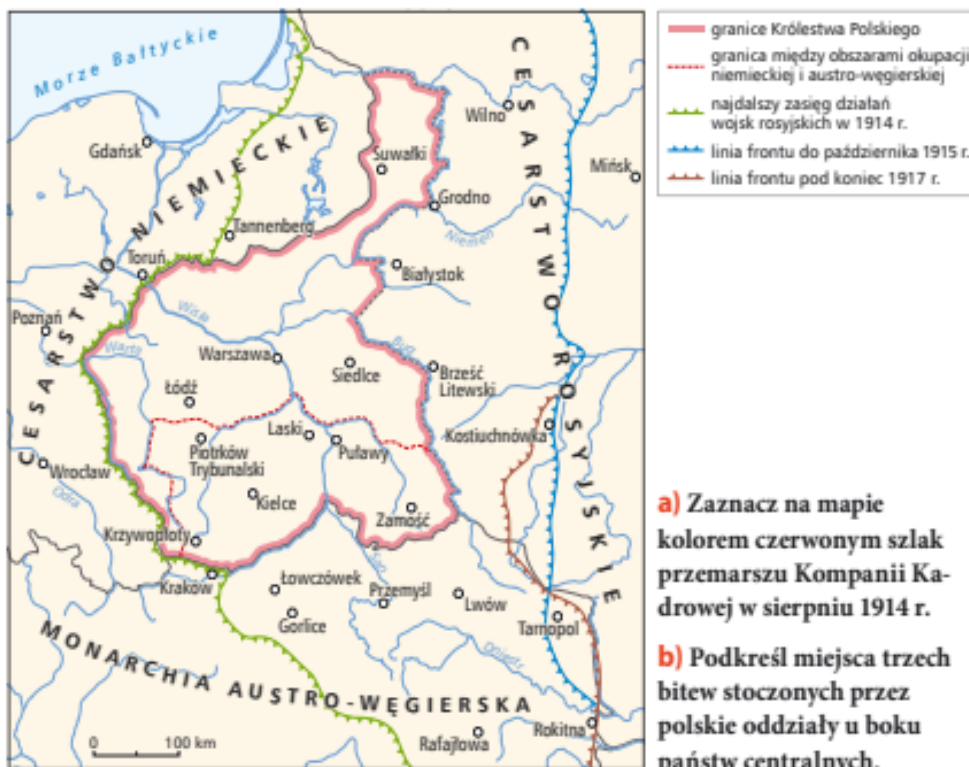 Morze Bałtyckie
CESARSTWO NIEMIECKIE
CESARSTWO ROSYJSKIE
MONARCHIA AUSTRO-WĘGIERSKA
Wilno
Gdańsk
Suwałki
Mińsk
Grodno
Niemen
Tannenberg
Toruń
Białystok
Poznań
Wisła
Warta
Bug
Warszawa
Siedlce
Brześć
Litewski
Łódź
Laski
Kostiuchnówka
Piotrków
Trybunalski
Puławy
Wrocław
Odra
Kielce
Zamość
Krzywopłoty
Kraków
San
Łowczówek
Przemyśl
Lwów
Gorlice
Tarnopol
Dniestr
Rokitna
Rafajłowa
0 100 km
granice Królestwa Polskiego
granica między obszarami okupacji
niemieckiej i austro-węgierskiej
najdalszy zasięg działań
wojsk rosyjskich w 1914 r.
linia frontu do października 1915 r.
linia frontu pod koniec 1917 r.
a) Zaznacz na mapie
kolorem czerwonym szlak
przemarszu Kompanii Ka-
drowej w sierpniu 1914 r.
b) Podkreśl miejsca trzech
bitew stoczonych przez
polskie oddziały u boku
państw centralnych.